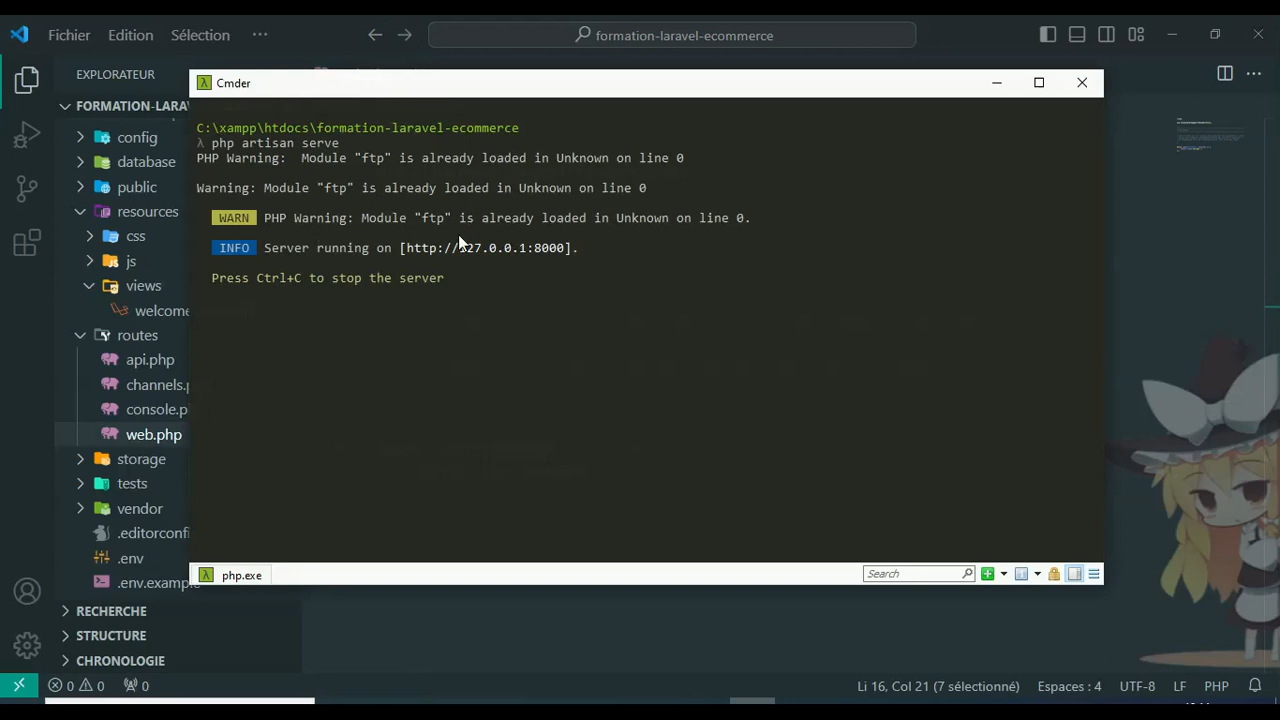 Fichier Edition Sélection ···
formation-laravel-ecommerce
EXPLORATEUR
FORMATION-LARAV
config
database
public
resources
css
js
views
welcome
routes
api.php
channels.p
console.p
web.php
storage
tests
vendor
.editorconfi
.env
.env.example
RECHERCHE
STRUCTURE
CHRONOLOGIE
λ Cmder
C:\xampp\htdocs\formation-laravel-ecommerce
λ php artisan serve
PHP Warning:  Module "ftp" is already loaded in Unknown on line 0
Warning: Module "ftp" is already loaded in Unknown on line 0
WARN PHP Warning: Module "ftp" is already loaded in Unknown on line 0.
INFO Server running on [http://127.0.0.1:8000].
Press Ctrl+C to stop the server
λ php.exe
Search
0 0 0
Li 16, Col 21 (7 sélectionné) Espaces : 4 UTF-8 LF PHP